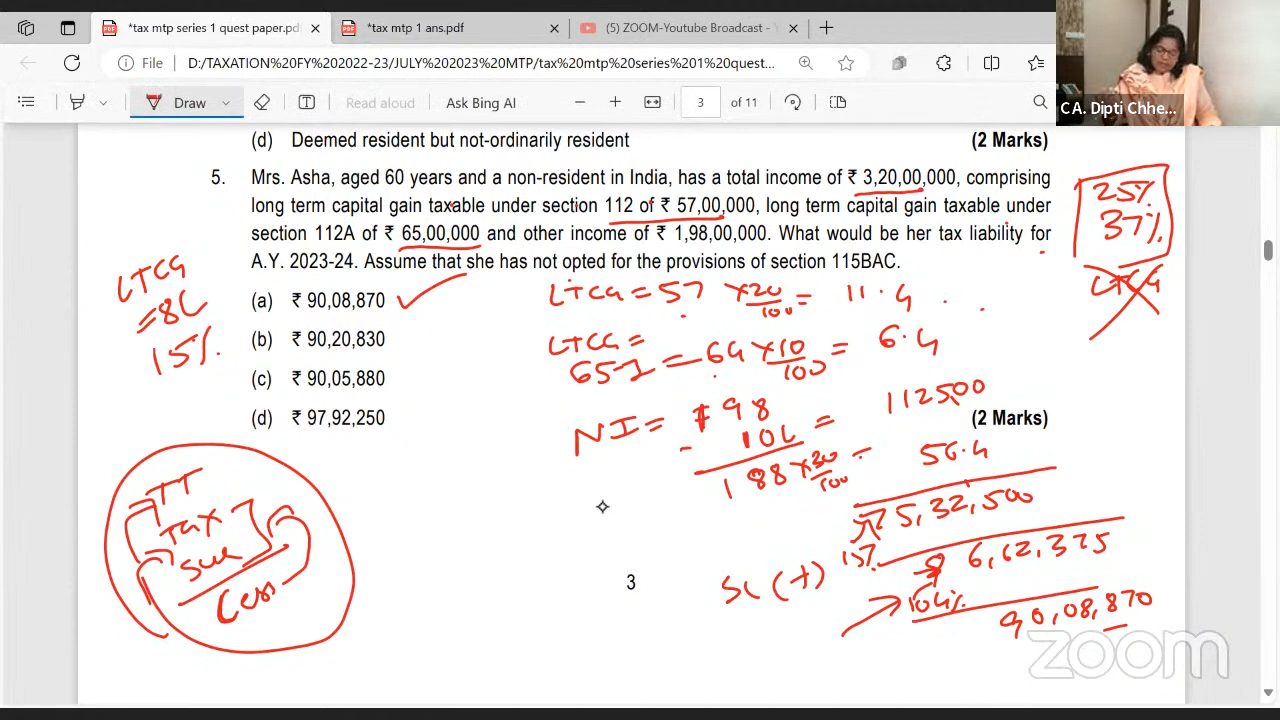 *tax mtp series 1 quest paper.pdf
*tax mtp 1 ans.pdf
(5) ZOOM-Youtube Broadcast - Y
File
D:/TAXATION%20FY%202022-23/JULY%202023%20MTP/tax%20mtp%20series%201%20quest...
Draw
Read aloud
Ask Bing AI
3 of 11
C A. Dipti Chhe...
(d) Deemed resident but not-ordinarily resident (2 Marks)
5. Mrs. Asha, aged 60 years and a non-resident in India, has a total income of ₹ 3,20,00,000, comprising
long term capital gain taxable under section 112 of ₹ 57,00,000, long term capital gain taxable under
section 112A of ₹ 65,00,000 and other income of ₹ 1,98,00,000. What would be her tax liability for
A.Y. 2023-24. Assume that she has not opted for the provisions of section 115BAC.
(a) ₹ 90,08,870
(b) ₹ 90,20,830
(c) ₹ 90,05,880
(d) ₹ 97,92,250
(2 Marks)
25%
37%
LTCG
LTCG
=8L
15%
LTCG = 57 x 20/100 = 11.4
LTCG =
65-1 = 64 x 10/100 = 6.4
NI = 198
- 10L = 112500
188 x 30/100 = 56.4
75,32,500
SC (+) 15%
104%
90,08,870
TT
Tax
Sur
Cess
3
zoom